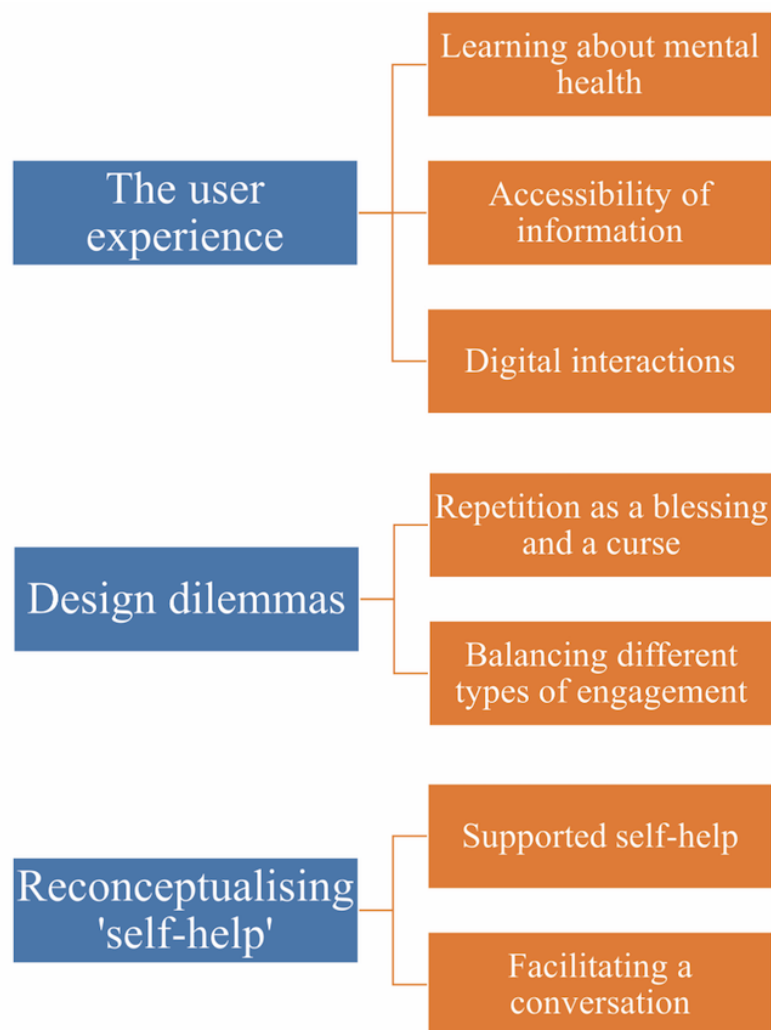 The user
experience
Learning about mental
health
Accessibility of
information
Digital interactions
Design dilemmas
Repetition as a blessing
and a curse
Balancing different
types of engagement
Reconceptualising
'self-help'
Supported self-help
Facilitating a
conversation